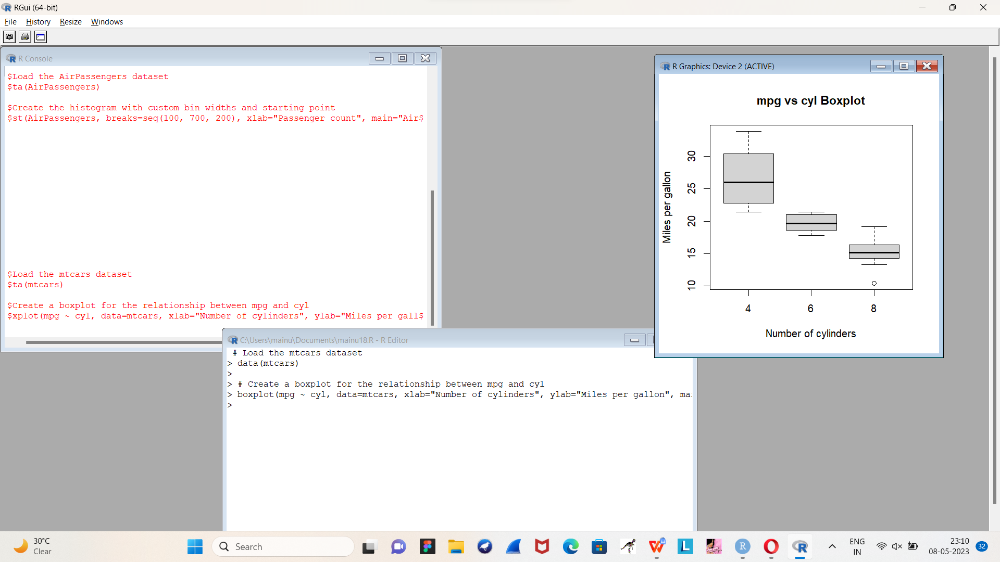 RGui (64-bit)
File History Resize Windows
R Console
$Load the AirPassengers dataset
$ta(AirPassengers)
$Create the histogram with custom bin widths and starting point
$st(AirPassengers, breaks=seq(100, 700, 200), xlab="Passenger count", main="Air$
$Load the mtcars dataset
$ta(mtcars)
$Create a boxplot for the relationship between mpg and cyl
$xplot(mpg ~ cyl, data=mtcars, xlab="Number of cylinders", ylab="Miles per gall$
C:\Users\mainu\Documents\mainu18.R - R Editor
# Load the mtcars dataset
> data(mtcars)
>
> # Create a boxplot for the relationship between mpg and cyl
> boxplot(mpg ~ cyl, data=mtcars, xlab="Number of cylinders", ylab="Miles per gallon", mai
>
R Graphics: Device 2 (ACTIVE)
mpg vs cyl Boxplot
Miles per gallon
30
25
20
15
10
4 6 8
Number of cylinders
30°C
Clear
Search
ENG
IN
23:10
08-05-2023
32